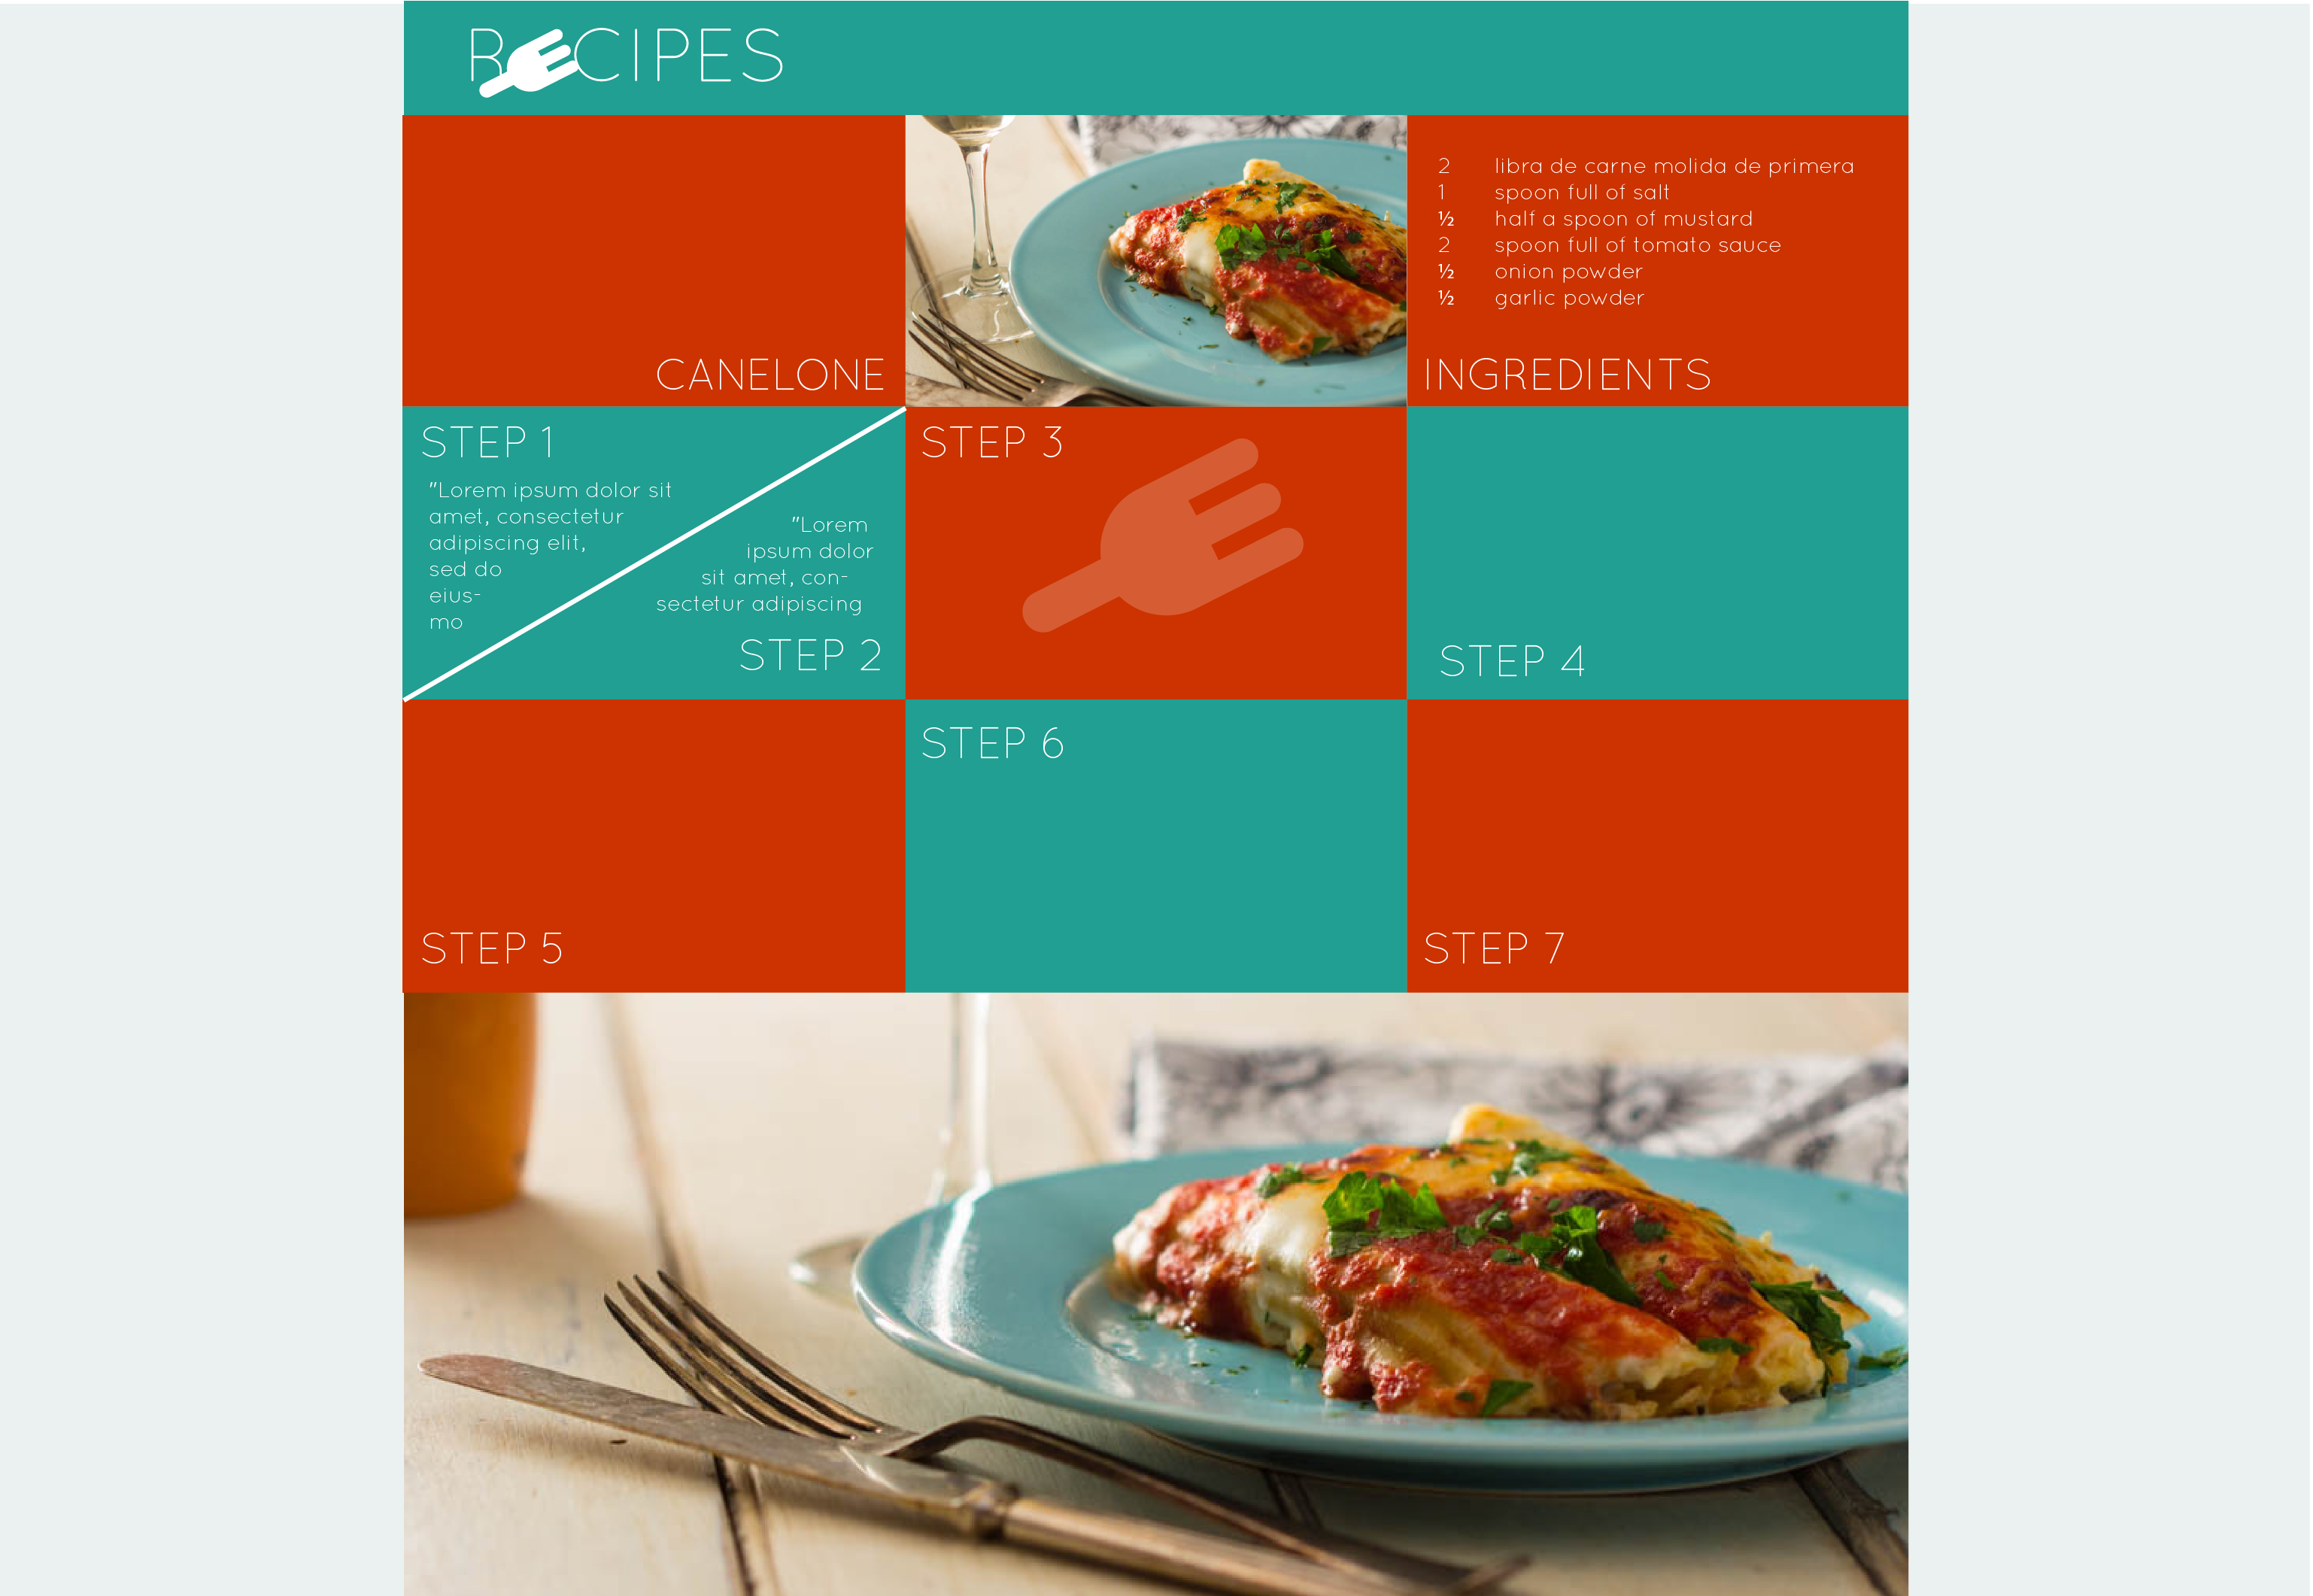 RECIPES
CANELONE
2 libra de carne molida de primera
1 spoon full of salt
½ half a spoon of mustard
2 spoon full of tomato sauce
½ onion powder
½ garlic powder
INGREDIENTS
STEP 1
"Lorem ipsum dolor sit
amet, consectetur
adipiscing elit,
sed do
eius-
mo
"Lorem
ipsum dolor
sit amet, con-
sectetur adipiscing
STEP 2
STEP 3
STEP 4
STEP 5
STEP 6
STEP 7